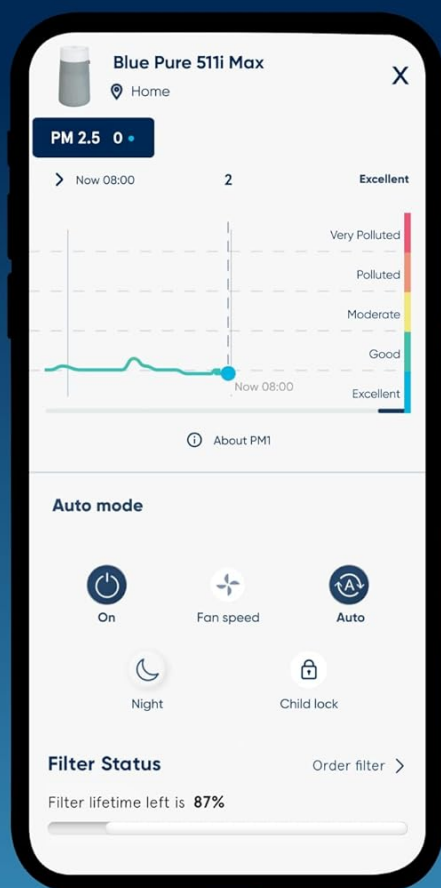 Blue Pure 511i Max
Home
X
PM 2.5 0
Now 08:00 2 Excellent
Very Polluted
Polluted
Moderate
Good
Now 08:00
Excellent
About PM1
Auto mode
On Fan speed Auto
Night Child lock
Filter Status Order filter
Filter lifetime left is 87%